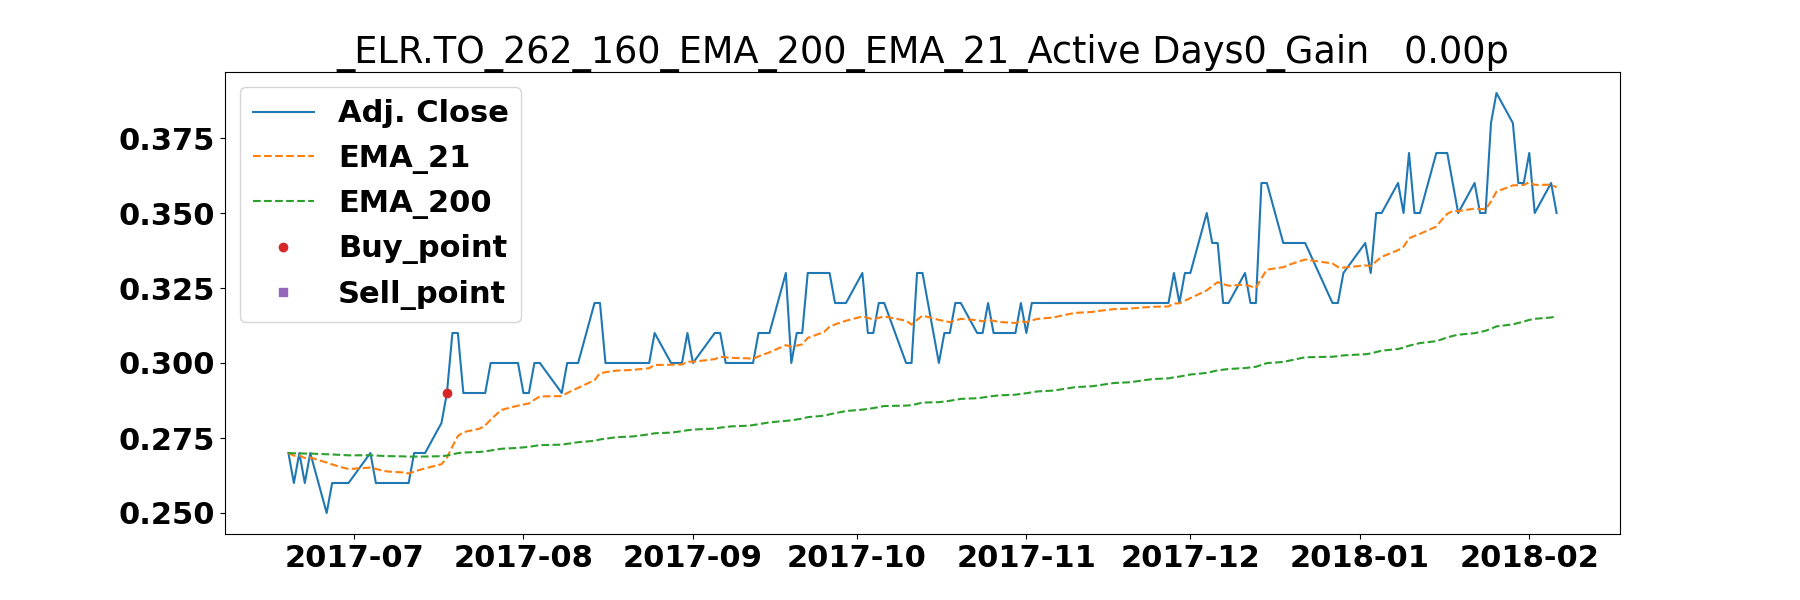 _ELR.TO_262_160_EMA_200_EMA_21_Active Days0_Gain   0.00p
Adj. Close
EMA_21
EMA_200
Buy_point
Sell_point
0.375
0.350
0.325
0.300
0.275
0.250
2017-07 2017-08 2017-09 2017-10 2017-11 2017-12 2018-01 2018-02